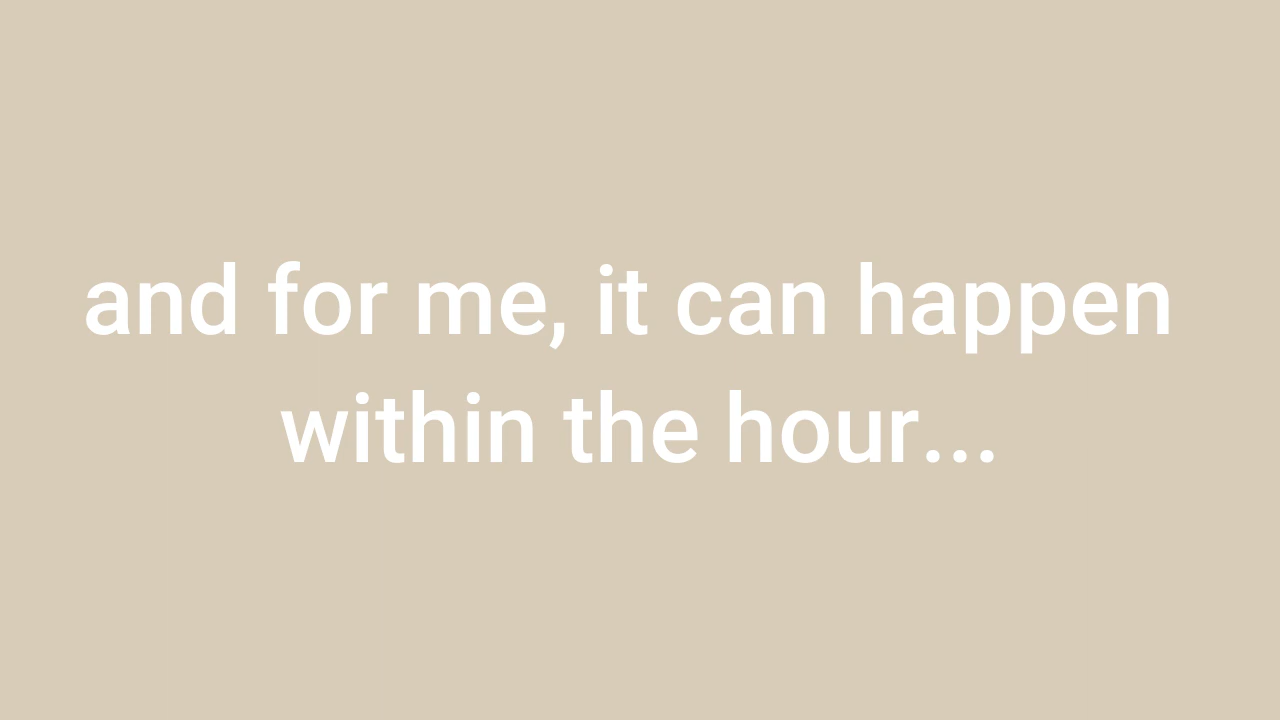 and for me, it can happen
within the hour...